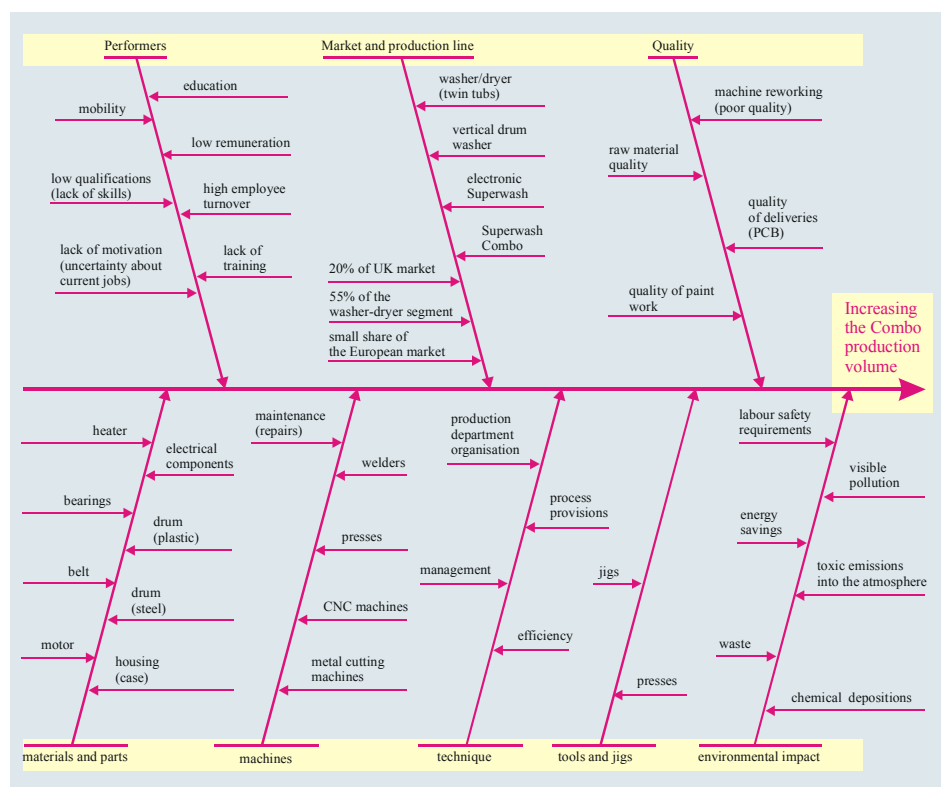 Performers
Market and production line
Quality
education
mobility
low remuneration
low qualifications
(lack of skills)
high employee
turnover
lack of motivation
(uncertainty about
current jobs)
lack of
training
washer/dryer
(twin tubs)
vertical drum
washer
electronic
Superwash
Superwash
Combo
20% of UK market
55% of the
washer-dryer segment
small share of
the European market
machine reworking
(poor quality)
raw material
quality
quality
of deliveries
(PCB)
quality of paint
work
Increasing
the Combo
production
volume
heater
electrical
components
bearings
drum
(plastic)
belt
drum
(steel)
motor
housing
(case)
maintenance
(repairs)
welders
presses
CNC machines
metal cutting
machines
production
department
organisation
process
provisions
management
efficiency
jigs
presses
labour safety
requirements
visible
pollution
energy
savings
toxic emissions
into the atmosphere
waste
chemical depositions
materials and parts
machines
technique
tools and jigs
environmental impact